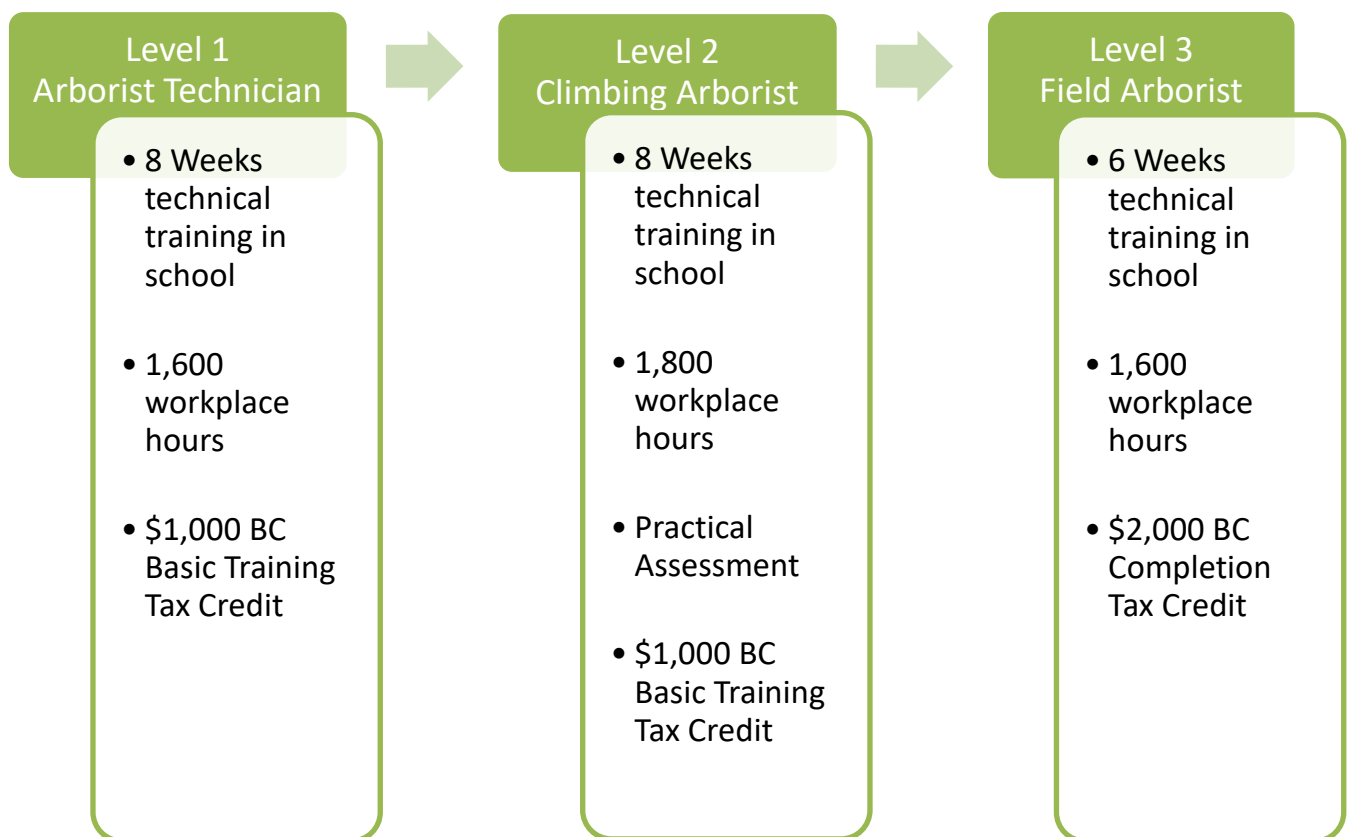 Level 1
Arborist Technician
• 8 Weeks
technical
training in
school
• 1,600
workplace
hours
• $1,000 BC
Basic Training
Tax Credit
Level 2
Climbing Arborist
• 8 Weeks
technical
training in
school
• 1,800
workplace
hours
• Practical
Assessment
• $1,000 BC
Basic Training
Tax Credit
Level 3
Field Arborist
• 6 Weeks
technical
training in
school
• 1,600
workplace
hours
• $2,000 BC
Completion
Tax Credit